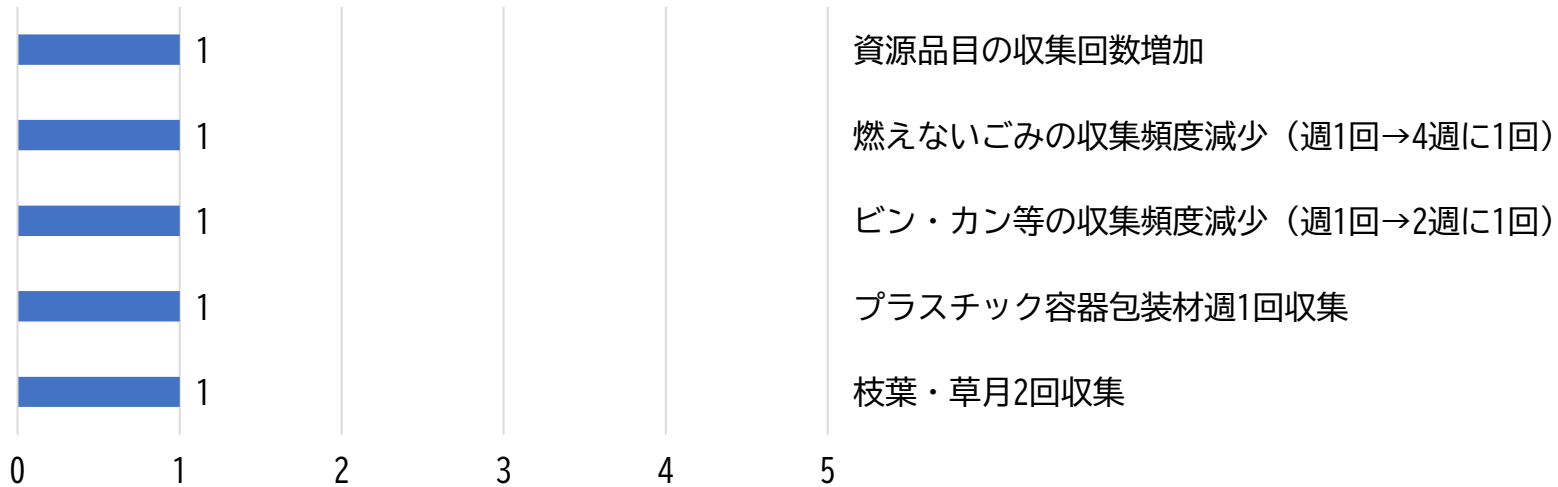 1 資源品目の収集回数増加
1 燃えないごみの収集頻度減少（週1回→4週に1回）
1 ビン・カン等の収集頻度減少（週1回→2週に1回）
1 プラスチック容器包装材週1回収集
1 枝葉・草月2回収集
0 1 2 3 4 5